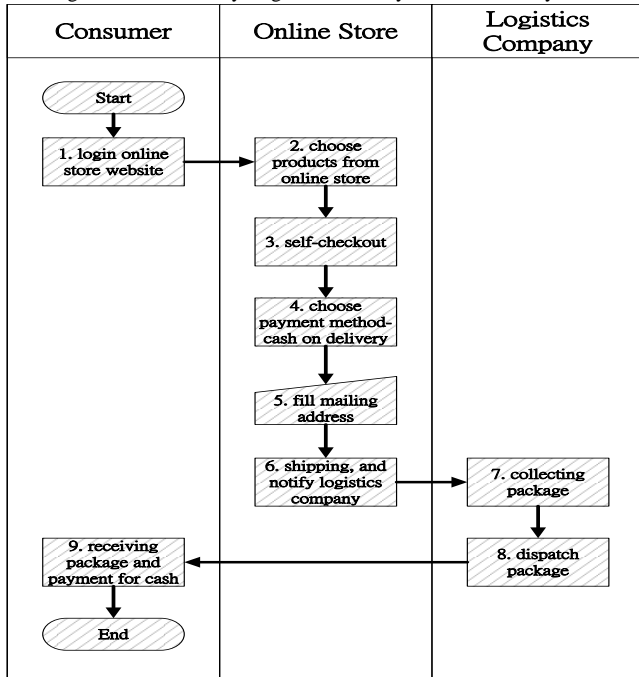 Consumer
Online Store
Logistics
Company
Start
1. login online
store website
2. choose
products from
online store
3. self-checkout
4. choose
payment method-
cash on delivery
5. fill mailing
address
6. shipping, and
notify logistics
company
7. collecting
package
8. dispatch
package
9. receiving
package and
payment for cash
End